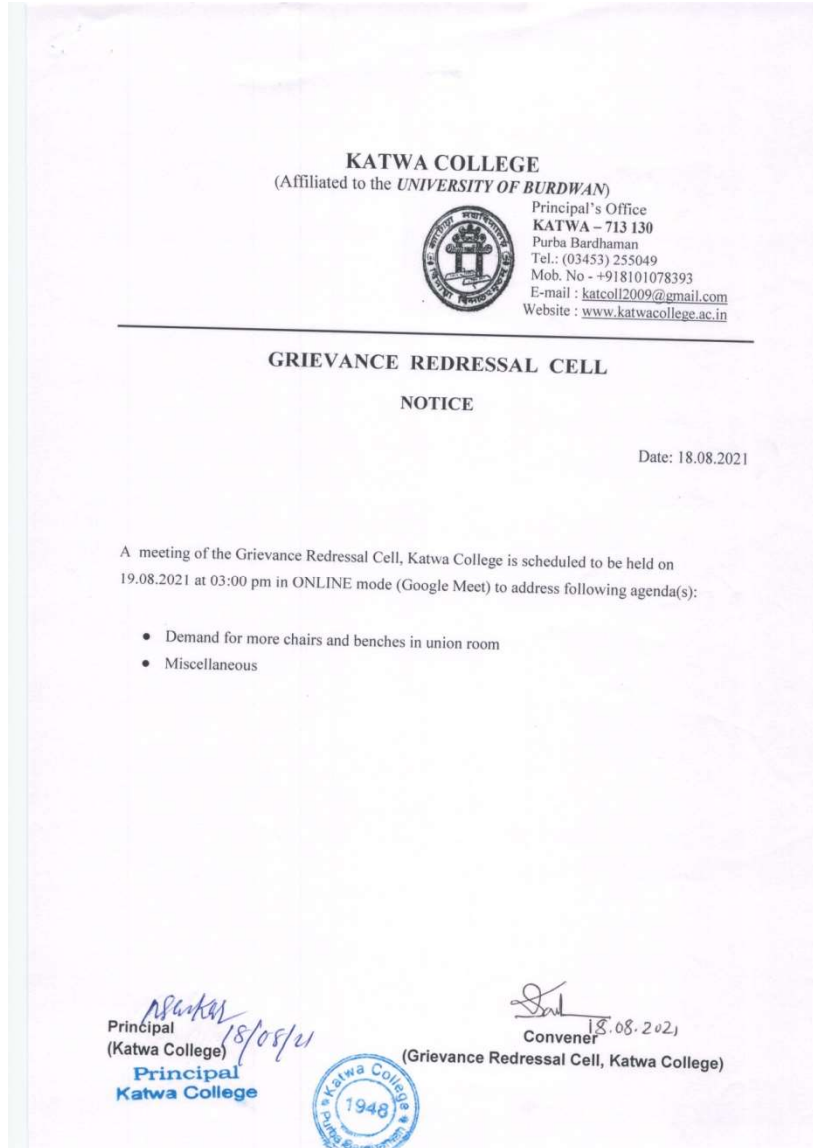 KATWA COLLEGE
(Affiliated to the UNIVERSITY OF BURDWAN)
Principal's Office
KATWA – 713 130
Purba Bardhaman
Tel.: (03453) 255049
Mob. No - +918101078393
E-mail : katcoll2009@gmail.com
Website : www.katwacollege.ac.in
GRIEVANCE REDRESSAL CELL
NOTICE
Date: 18.08.2021
A meeting of the Grievance Redressal Cell, Katwa College is scheduled to be held on
19.08.2021 at 03:00 pm in ONLINE mode (Google Meet) to address following agenda(s):
● Demand for more chairs and benches in union room
● Miscellaneous
18/08/21
Principal
(Katwa College)
Principal
Katwa College
Katwa College
1948
18.08.2021
Convener
(Grievance Redressal Cell, Katwa College)